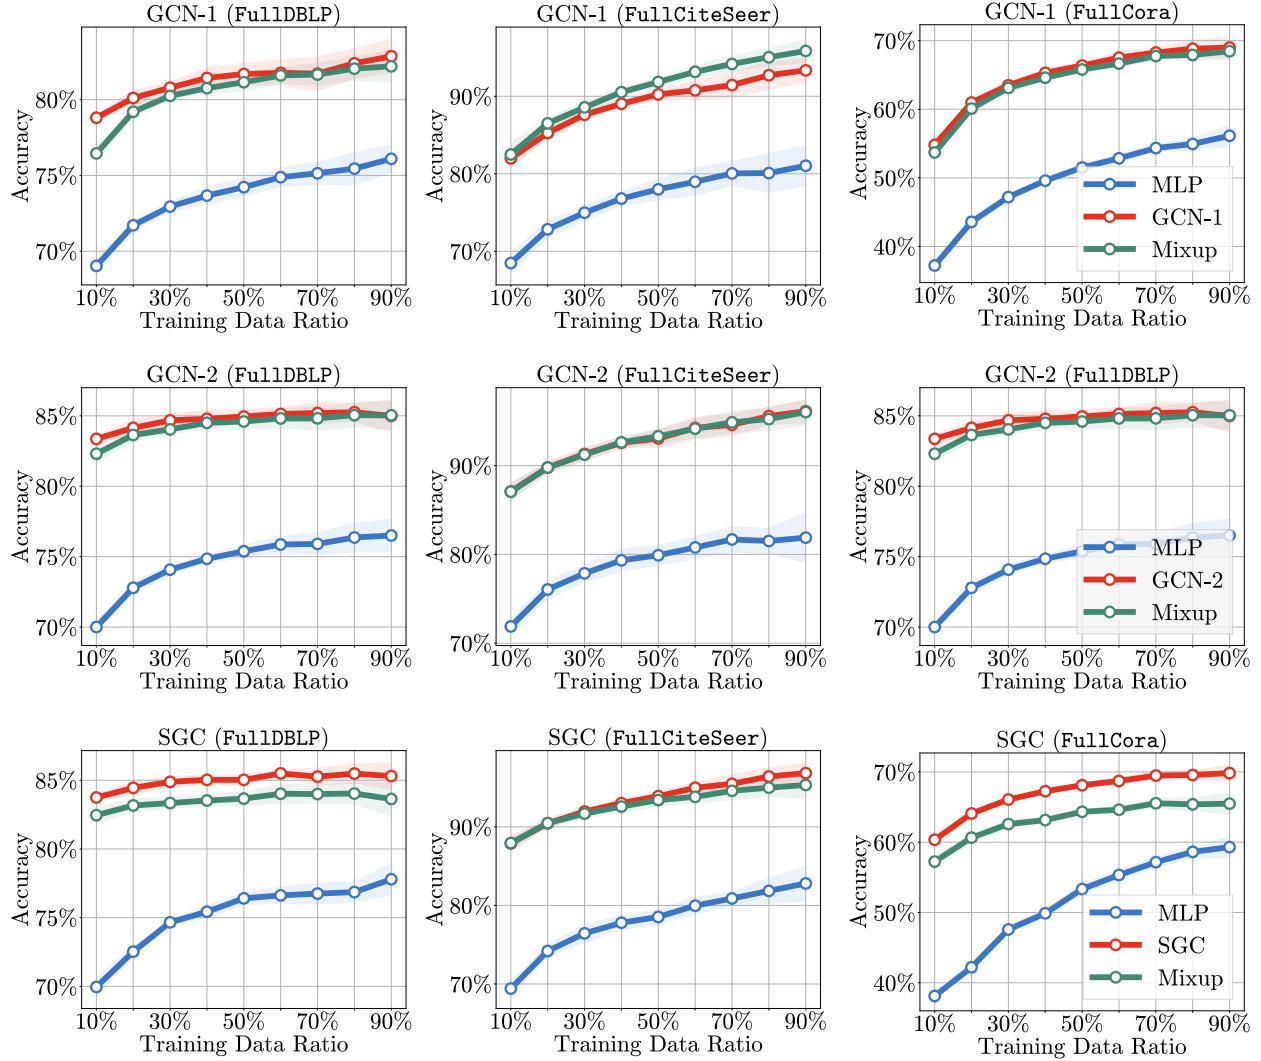 GCN-1 (FullDBLP)
Accuracy
80%
75%
70%
10% 30% 50% 70% 90%
Training Data Ratio
GCN-1 (FullCiteSeer)
Accuracy
90%
80%
70%
10% 30% 50% 70% 90%
Training Data Ratio
GCN-1 (FullCora)
Accuracy
70%
60%
50%
40%
MLP
GCN-1
Mixup
10% 30% 50% 70% 90%
Training Data Ratio
GCN-2 (FullDBLP)
Accuracy
85%
80%
75%
70%
10% 30% 50% 70% 90%
Training Data Ratio
GCN-2 (FullCiteSeer)
Accuracy
90%
80%
70%
10% 30% 50% 70% 90%
Training Data Ratio
GCN-2 (FullDBLP)
Accuracy
85%
80%
75%
70%
MLP
GCN-2
Mixup
10% 30% 50% 70% 90%
Training Data Ratio
SGC (FullDBLP)
Accuracy
85%
80%
75%
70%
10% 30% 50% 70% 90%
Training Data Ratio
SGC (FullCiteSeer)
Accuracy
90%
80%
70%
10% 30% 50% 70% 90%
Training Data Ratio
SGC (FullCora)
Accuracy
70%
60%
50%
40%
MLP
SGC
Mixup
10% 30% 50% 70% 90%
Training Data Ratio